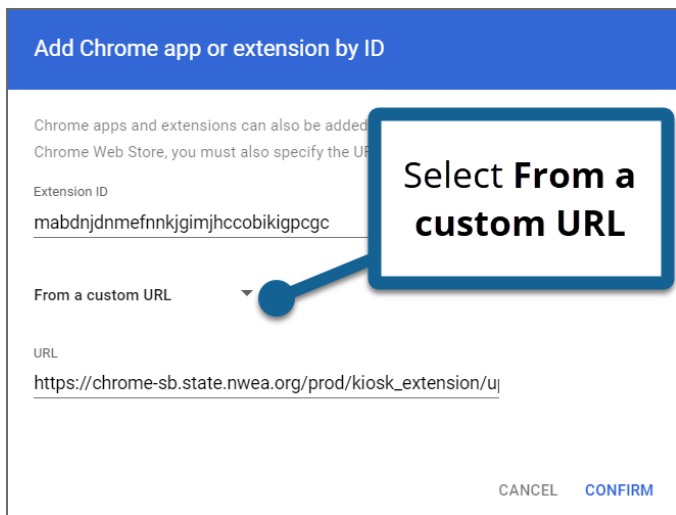 Add Chrome app or extension by ID
Chrome apps and extensions can also be added
Chrome Web Store, you must also specify the
Select From a
custom URL
Extension ID
mabdnjdnmefnnkjgimjhccobikigpcgc
From a custom URL
URL
https://chrome-sb.state.nwea.org/prod/kiosk_extension/u
CANCEL CONFIRM